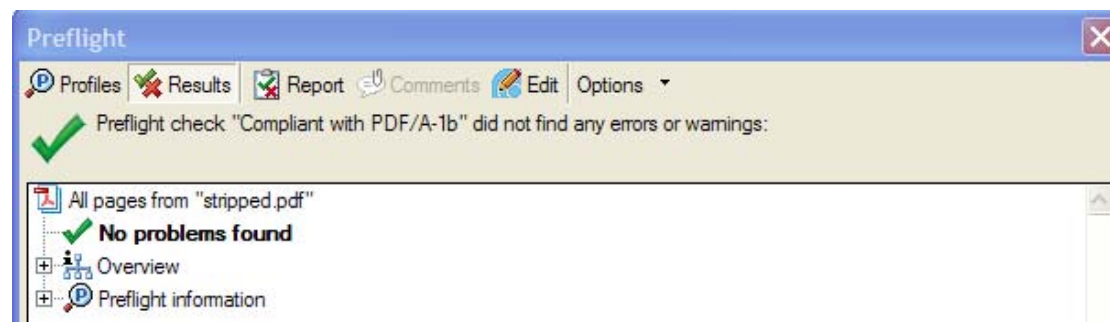 Preflight
Profiles Results Report Comments Edit Options
Preflight check "Compliant with PDF/A-1b" did not find any errors or warnings:
All pages from "stripped.pdf"
No problems found
Overview
Preflight information